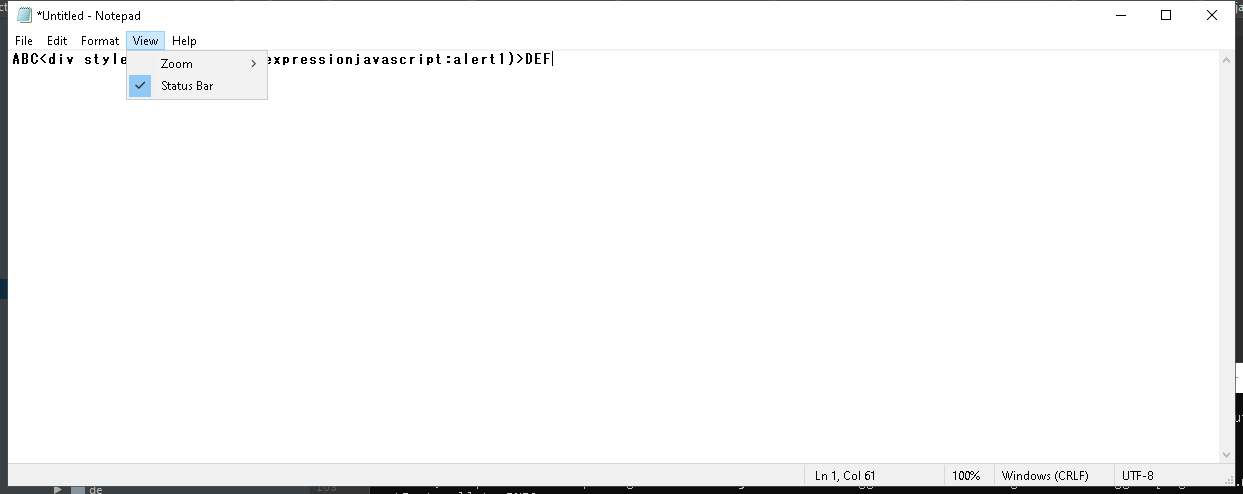 *Untitled - Notepad
File Edit Format View Help
ABC<div style expressionjavascript:alert1)>DEF
Zoom
Status Bar
Ln 1, Col 61 100% Windows (CRLF) UTF-8
de